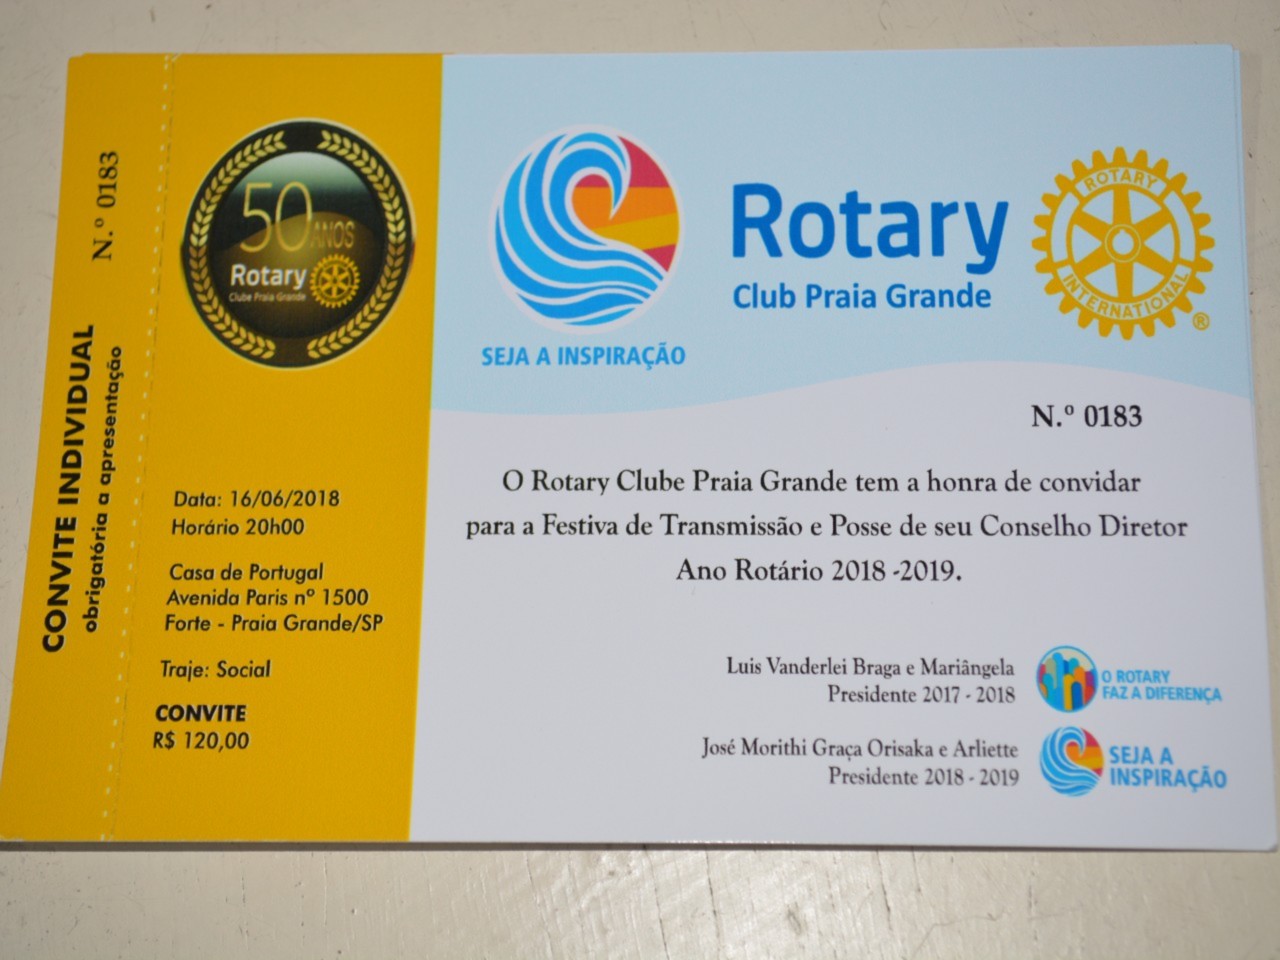 CONVITE INDIVIDUAL
obrigatória a apresentação
N.º 0183
50
ANOS
Rotary
Clube Praia Grande
Data: 16/06/2018
Horário 20h00
Casa de Portugal
Avenida Paris nº 1500
Forte - Praia Grande/SP
Traje: Social
CONVITE
R$ 120,00
SEJA A INSPIRAÇÃO
Rotary
Club Praia Grande
ROTARY
INTERNATIONAL
®
N.º 0183
O Rotary Clube Praia Grande tem a honra de convidar
para a Festiva de Transmissão e Posse de seu Conselho Diretor
Ano Rotário 2018 -2019.
Luis Vanderlei Braga e Mariângela
Presidente 2017 - 2018
O ROTARY
FAZ A DIFERENÇA
José Morithi Graça Orisaka e Arliette
Presidente 2018 - 2019
SEJA A
INSPIRAÇÃO